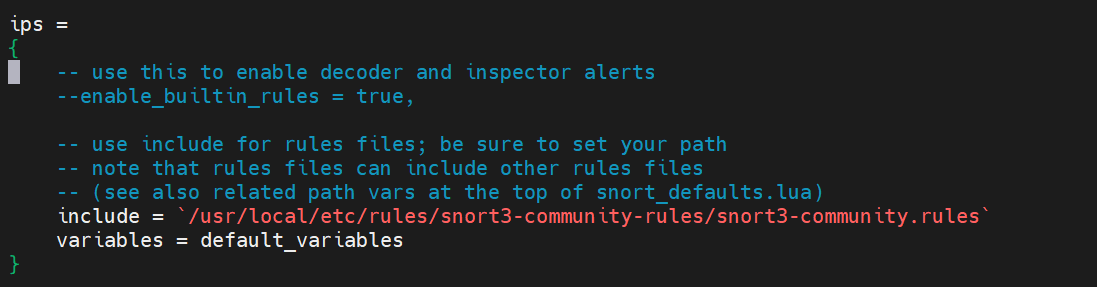 ips =
{
-- use this to enable decoder and inspector alerts
--enable_builtin_rules = true,
-- use include for rules files; be sure to set your path
-- note that rules files can include other rules files
-- (see also related path vars at the top of snort_defaults.lua)
include = `/usr/local/etc/rules/snort3-community-rules/snort3-community.rules`
variables = default_variables
}